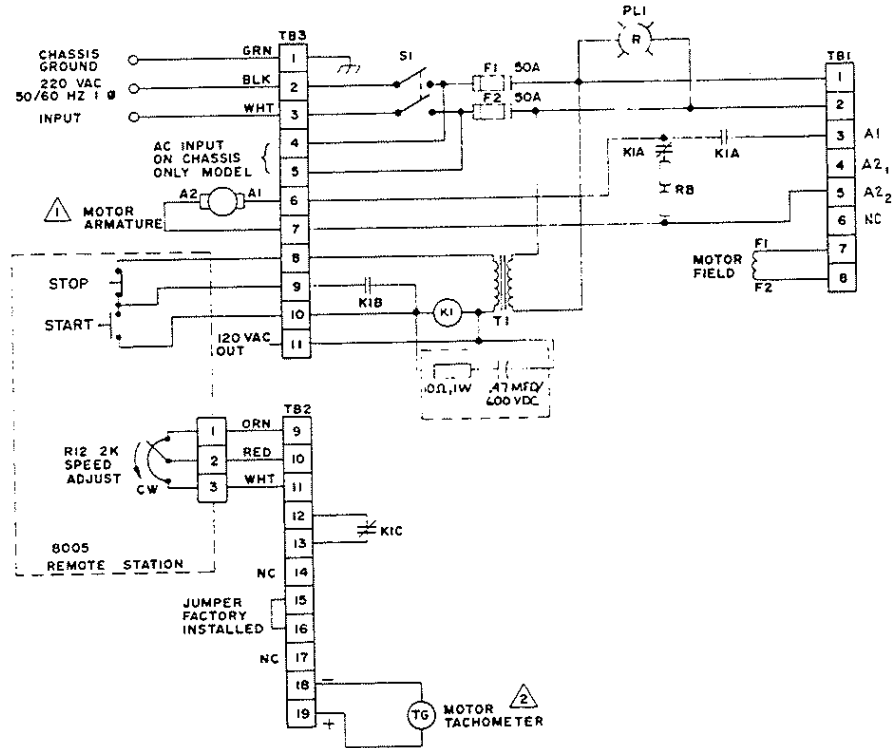 PL1
R
TB3
TB1
CHASSIS GROUND
GRN
1
S1
F1
50A
1
220 VAC
50/60 HZ 1 Ø
INPUT
BLK
2
F2
50A
2
WHT
3
K1A
K1A
3
A1
AC INPUT
ON CHASSIS
ONLY MODEL
4
5
RB
4
A2₁
5
A2₂
1
MOTOR
ARMATURE
A2
A1
6
7
6
NC
MOTOR
FIELD
F1
F2
7
8
STOP
START
8
9
10
11
K1B
K1
T1
120 VAC
OUT
10Ω, 1W
.47 MFD/
600 VDC
TB2
R12 2K
SPEED
ADJUST
CW
1
ORN
9
2
RED
10
3
WHT
11
12
13
K1C
8005
REMOTE STATION
NC
14
JUMPER
FACTORY
INSTALLED
15
16
NC
17
18
−
19
+
TG
MOTOR
TACHOMETER
2